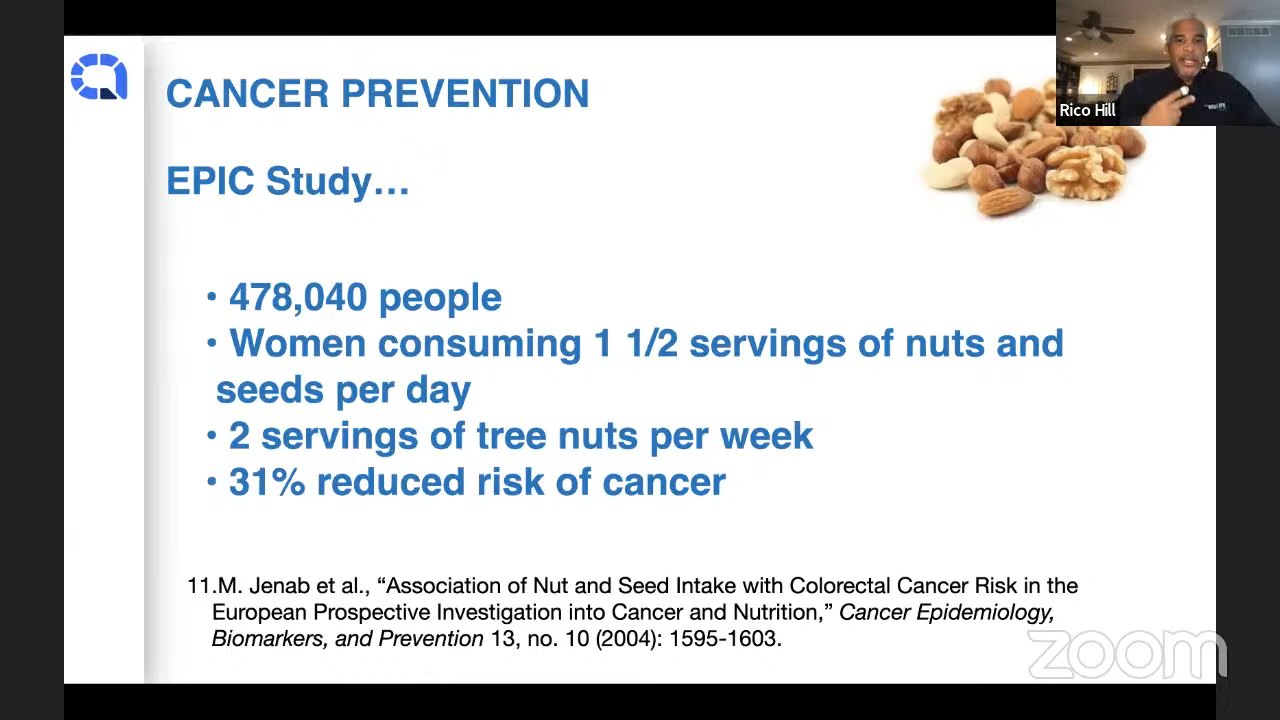 CANCER PREVENTION
Rico Hill
EPIC Study…
• 478,040 people
• Women consuming 1 1/2 servings of nuts and
seeds per day
• 2 servings of tree nuts per week
• 31% reduced risk of cancer
11.M. Jenab et al., “Association of Nut and Seed Intake with Colorectal Cancer Risk in the
European Prospective Investigation into Cancer and Nutrition,” Cancer Epidemiology,
Biomarkers, and Prevention 13, no. 10 (2004): 1595-1603.
zoom